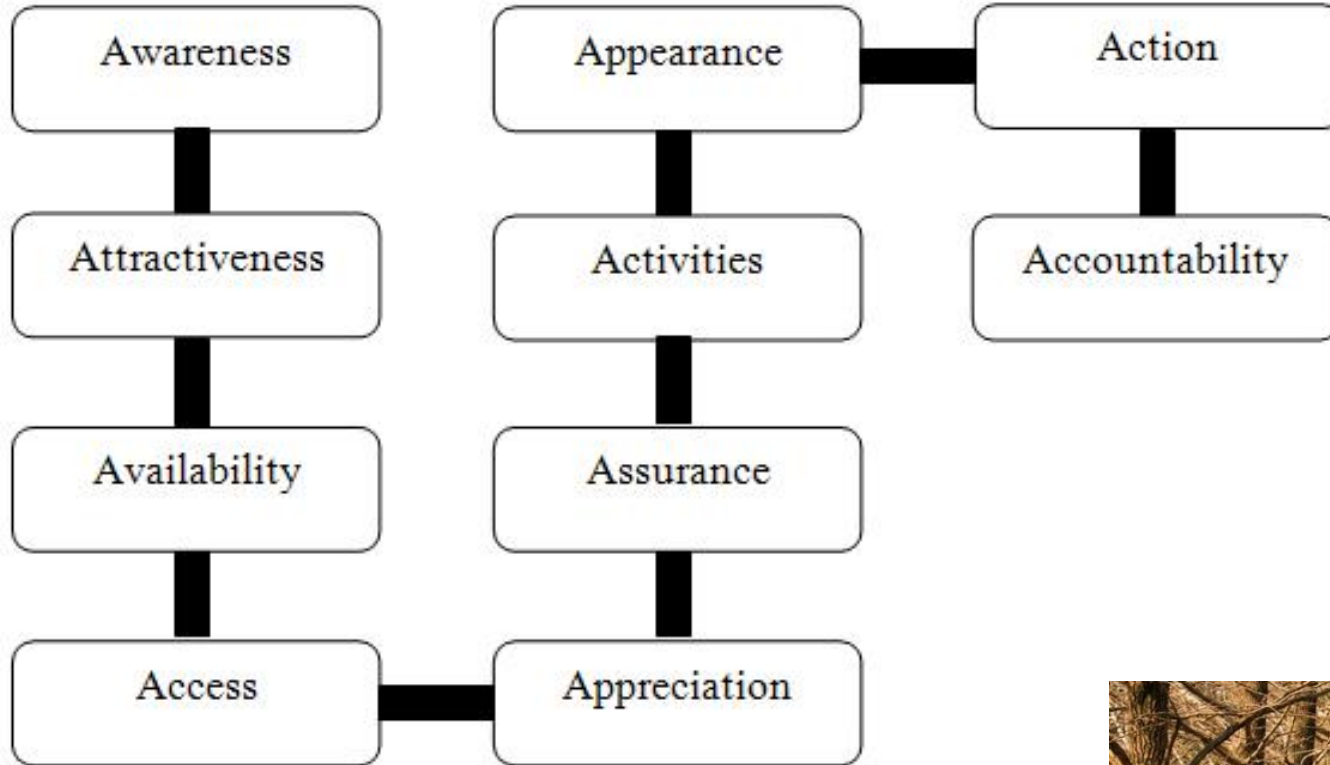 Awareness
Appearance
Action
Attractiveness
Activities
Accountability
Availability
Assurance
Access
Appreciation